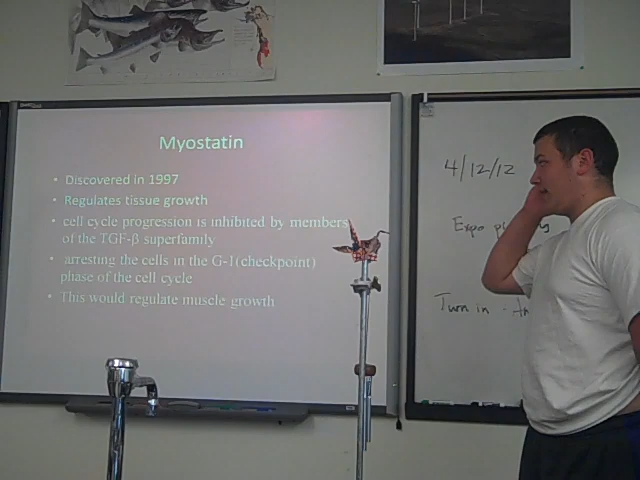 Myostatin
• Discovered in 1997
• Regulates tissue growth
• cell cycle progression is inhibited by members
of the TGF-β superfamily
• arresting the cells in the G-1(checkpoint)
phase of the cell cycle
• This would regulate muscle growth
4/12/12
Expo
Turn in -